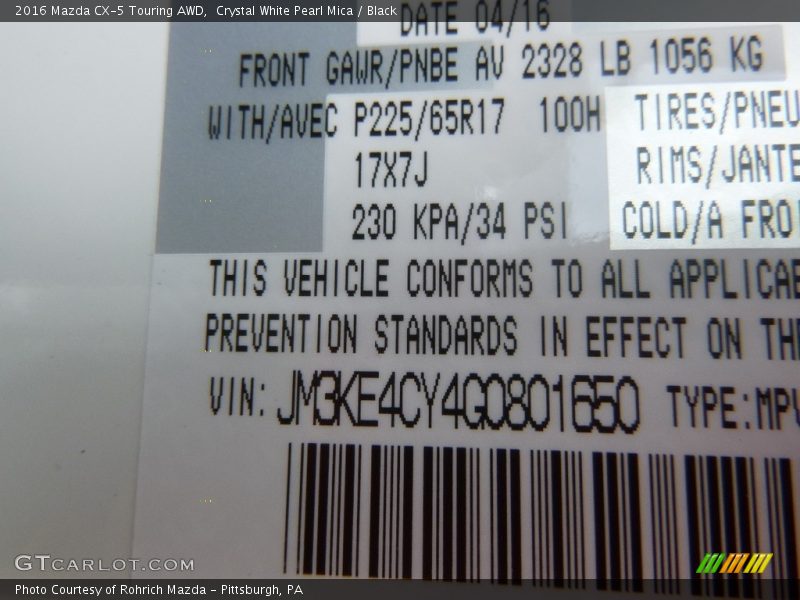 2016 Mazda CX-5 Touring AWD,  Crystal White Pearl Mica / Black
DATE 04/16
FRONT GAWR/PNBE AV 2328 LB 1056 KG
WITH/AVEC P225/65R17 100H TIRES/PNEU
17X7J RIMS/JANTE
230 KPA/34 PSI COLD/A FRO
THIS VEHICLE CONFORMS TO ALL APPLICAB
PREVENTION STANDARDS IN EFFECT ON THE
VIN: JM3KE4CY4G0801650 TYPE:MPV
GTCARLOT.COM
Photo Courtesy of Rohrich Mazda - Pittsburgh, PA